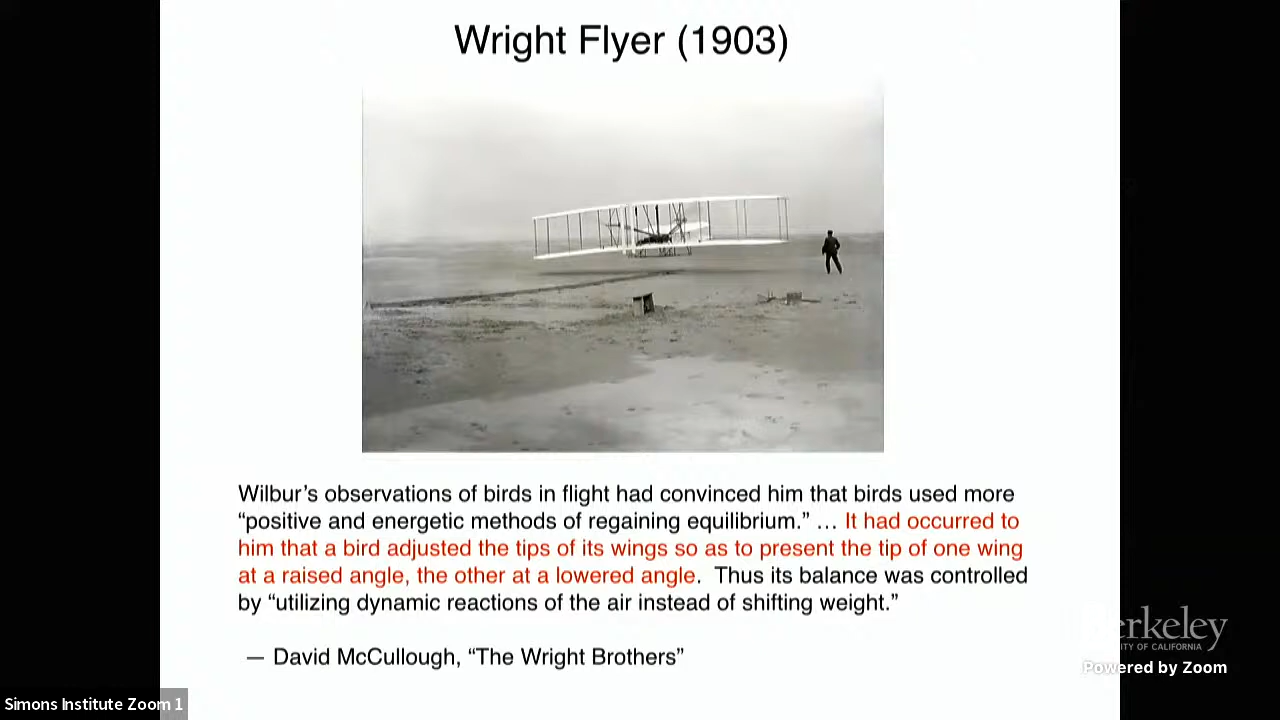 Wright Flyer (1903)
Wilbur’s observations of birds in flight had convinced him that birds used more
“positive and energetic methods of regaining equilibrium.” … It had occurred to
him that a bird adjusted the tips of its wings so as to present the tip of one wing
at a raised angle, the other at a lowered angle. Thus its balance was controlled
by “utilizing dynamic reactions of the air instead of shifting weight.”
— David McCullough, “The Wright Brothers”
Berkeley
Powered by Zoom
Simons Institute Zoom 1